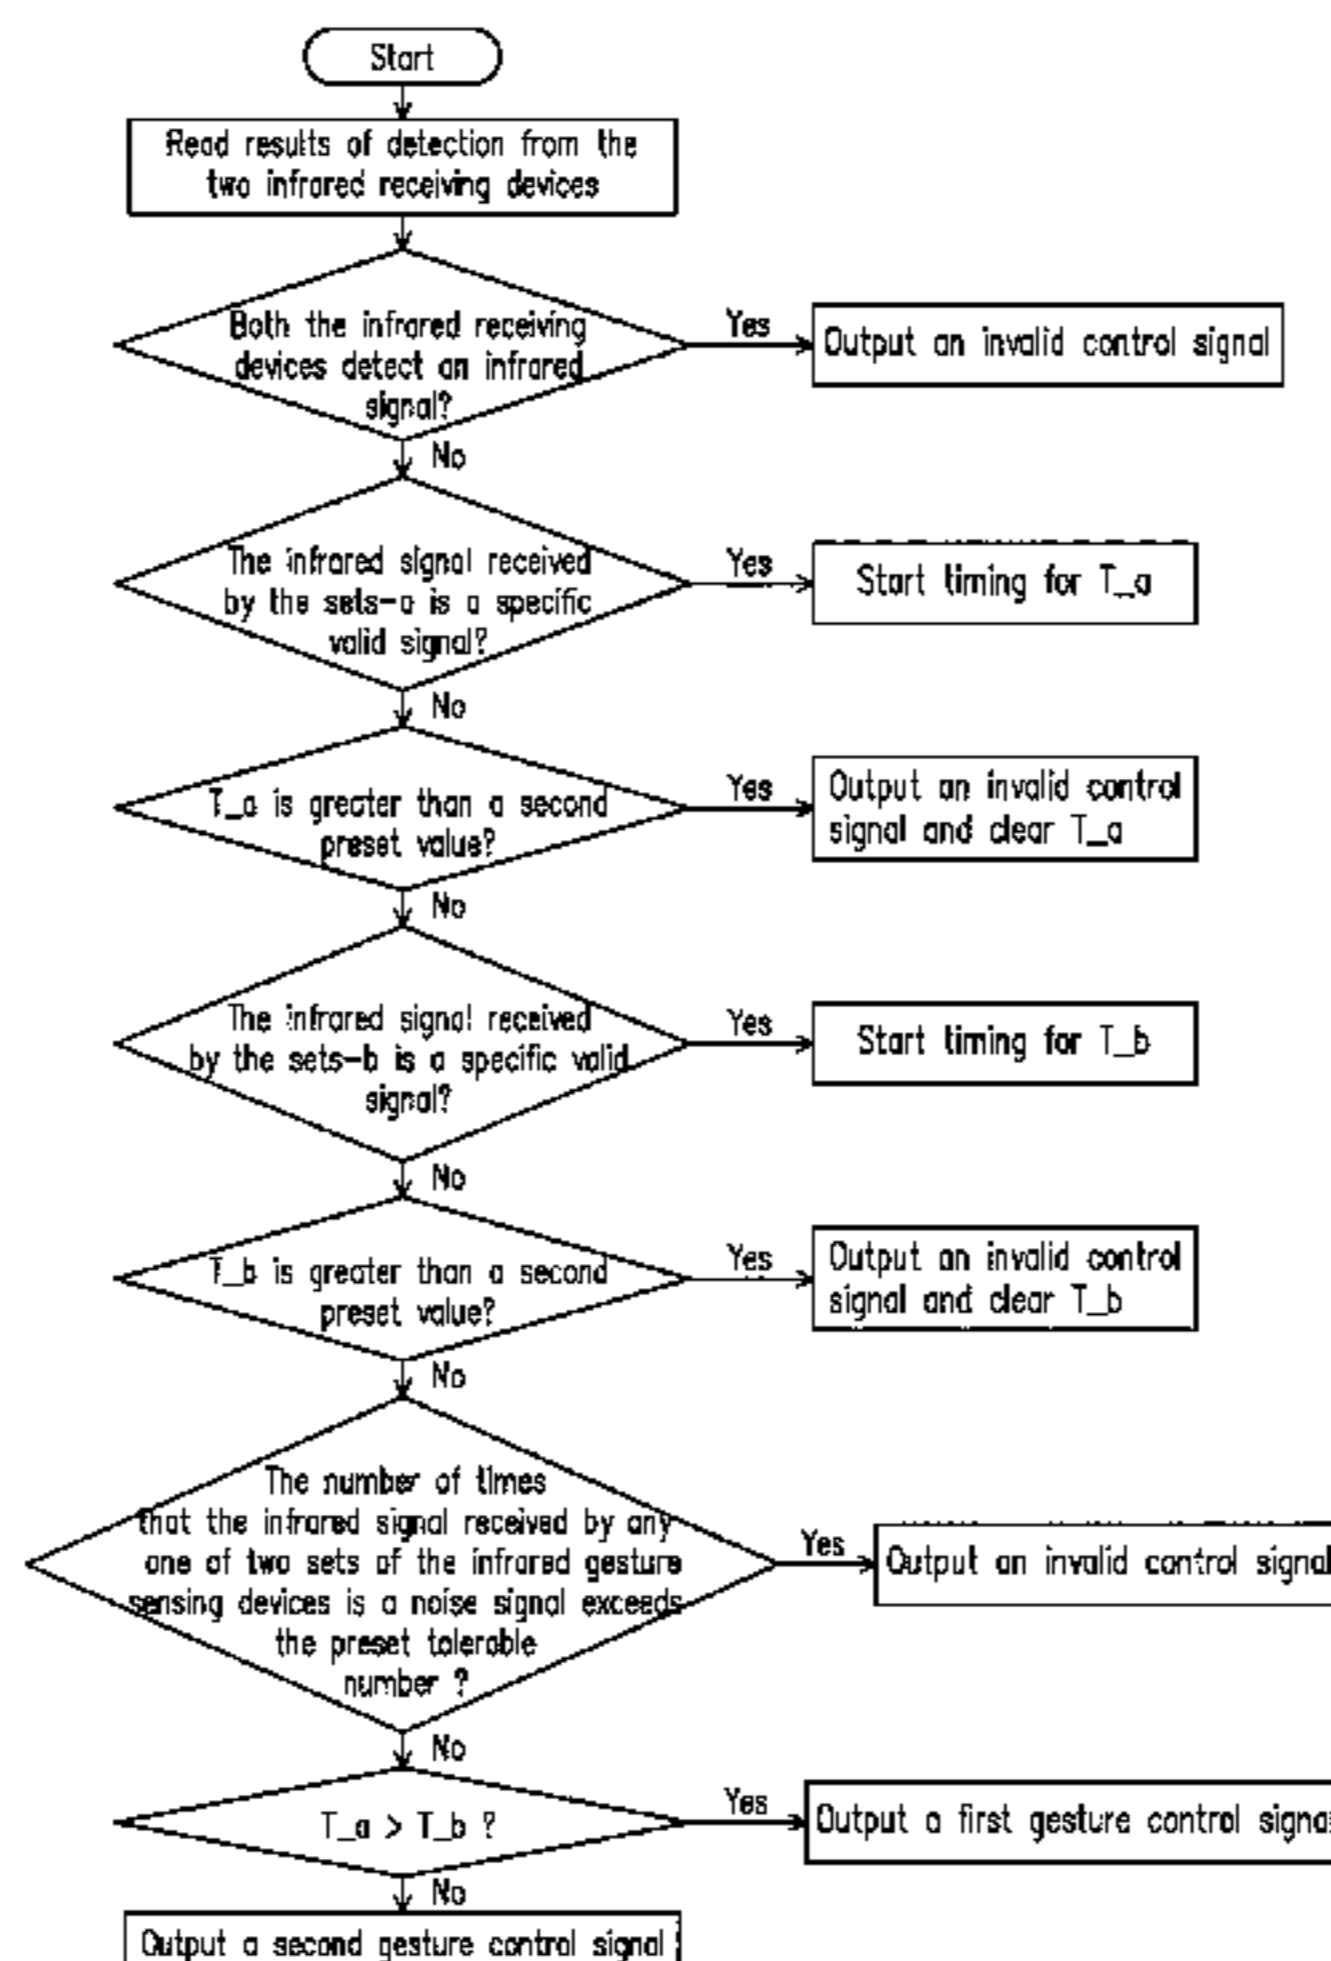 Start
Read results of detection from the
two infrared receiving devices
Both the infrared receiving
devices detect an infrared
signal?
Yes
Output an invalid control signal
No
The infrared signal received
by the sets-a is a specific
valid signal?
Yes
Start timing for T_a
No
T_a is greater than a second
preset value?
Yes
Output an invalid control
signal and clear T_a
No
The infrared signal received
by the sets-b is a specific valid
signal?
Yes
Start timing for T_b
No
T_b is greater than a second
preset value?
Yes
Output an invalid control
signal and clear T_b
No
The number of times
that the infrared signal received by any
one of two sets of the infrared gesture
sensing devices is a noise signal exceeds
the preset tolerable
number ?
Yes
Output an invalid control signal
No
T_a > T_b ?
Yes
Output a first gesture control signal
No
Output a second gesture control signal